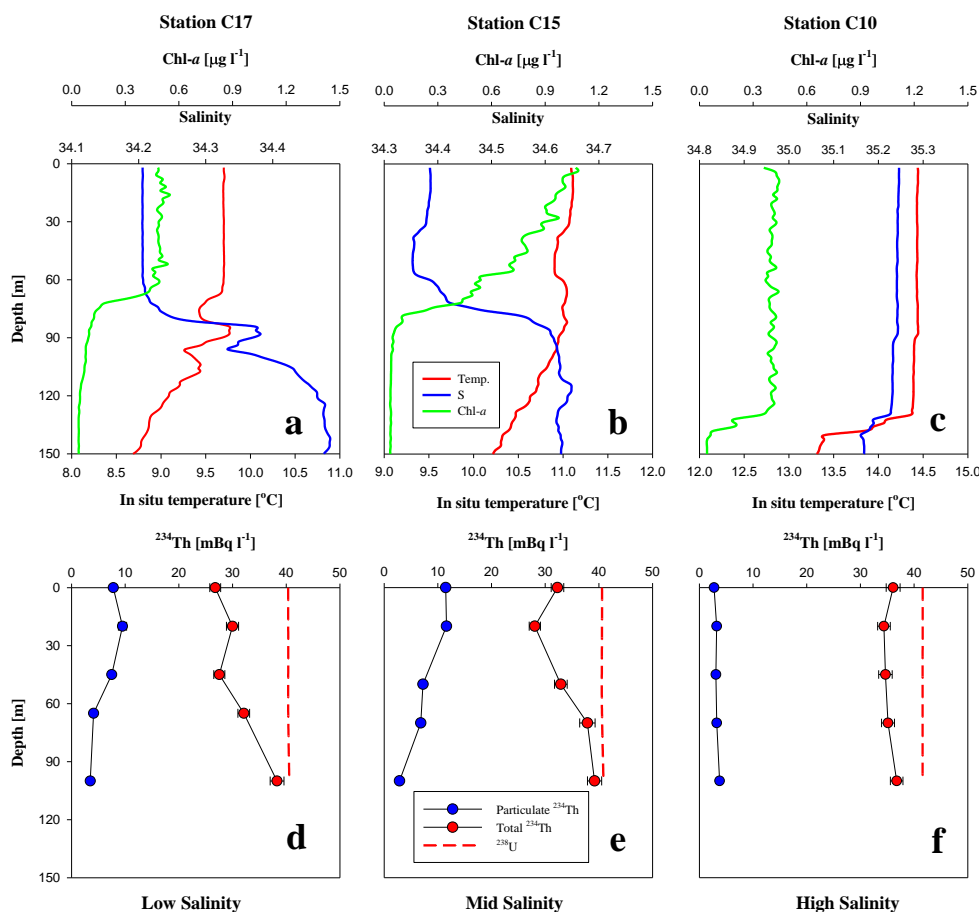 Station C17 Station C15 Station C10
Chl-a [µg l-1] Chl-a [µg l-1] Chl-a [µg l-1]
0.0 0.3 0.6 0.9 1.2 1.5 0.0 0.3 0.6 0.9 1.2 1.5 0.0 0.3 0.6 0.9 1.2 1.5
Salinity Salinity Salinity
34.1 34.2 34.3 34.4 34.3 34.4 34.5 34.6 34.7 34.8 34.9 35.0 35.1 35.2 35.3
0
30
60
90
120
150
Depth [m]
Temp.
S
Chl-a
a b c
8.0 8.5 9.0 9.5 10.0 10.5 11.0 9.0 9.5 10.0 10.5 11.0 11.5 12.0 12.0 12.5 13.0 13.5 14.0 14.5 15.0
In situ temperature [oC] In situ temperature [oC] In situ temperature [oC]
234Th [mBq l-1] 234Th [mBq l-1] 234Th [mBq l-1]
0 10 20 30 40 50 0 10 20 30 40 50 0 10 20 30 40 50
0
30
60
90
120
150
Depth [m]
Particulate 234Th
Total 234Th
238U
d e f
Low Salinity Mid Salinity High Salinity